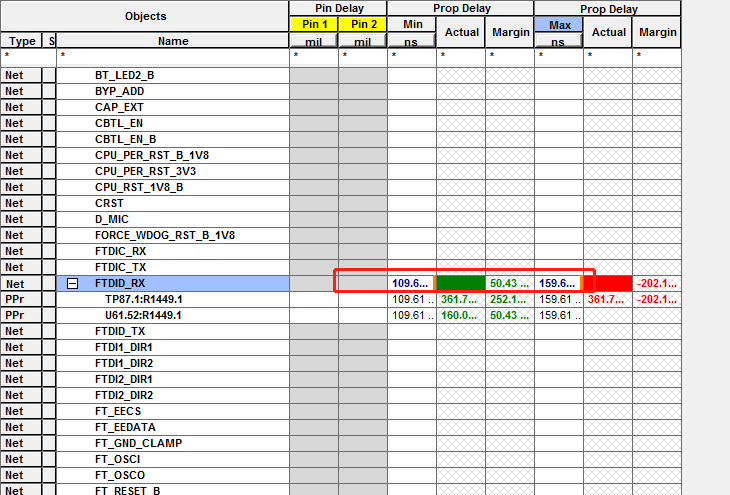 Objects Pin Delay Prop Delay Prop Delay
Pin 1 Pin 2 Min Actual Margin Max Actual Margin
Type S Name mil mil ns ns
* * * * * * * * * *
Net BT_LED2_B
Net BYP_ADD
Net CAP_EXT
Net CBTL_EN
Net CBTL_EN_B
Net CPU_PER_RST_B_1V8
Net CPU_PER_RST_3V3
Net CPU_RST_1V8_B
Net CRST
Net D_MIC
Net FORCE_WDOG_RST_B_1V8
Net FTDIC_RX
Net FTDIC_TX
Net FTDID_RX 109.6... 50.43 ... 159.6... -202.1...
PPr TP87.1:R1449.1 109.61 .. 361.7... 252.1... 159.61 .. 361.7... -202.1...
PPr U61.52:R1449.1 109.61 .. 160.0... 50.43 ... 159.61 ..
Net FTDID_TX
Net FTDI1_DIR1
Net FTDI1_DIR2
Net FTDI2_DIR1
Net FTDI2_DIR2
Net FT_EECS
Net FT_EEDATA
Net FT_GND_CLAMP
Net FT_OSCI
Net FT_OSCO
Net FT_RESET_B